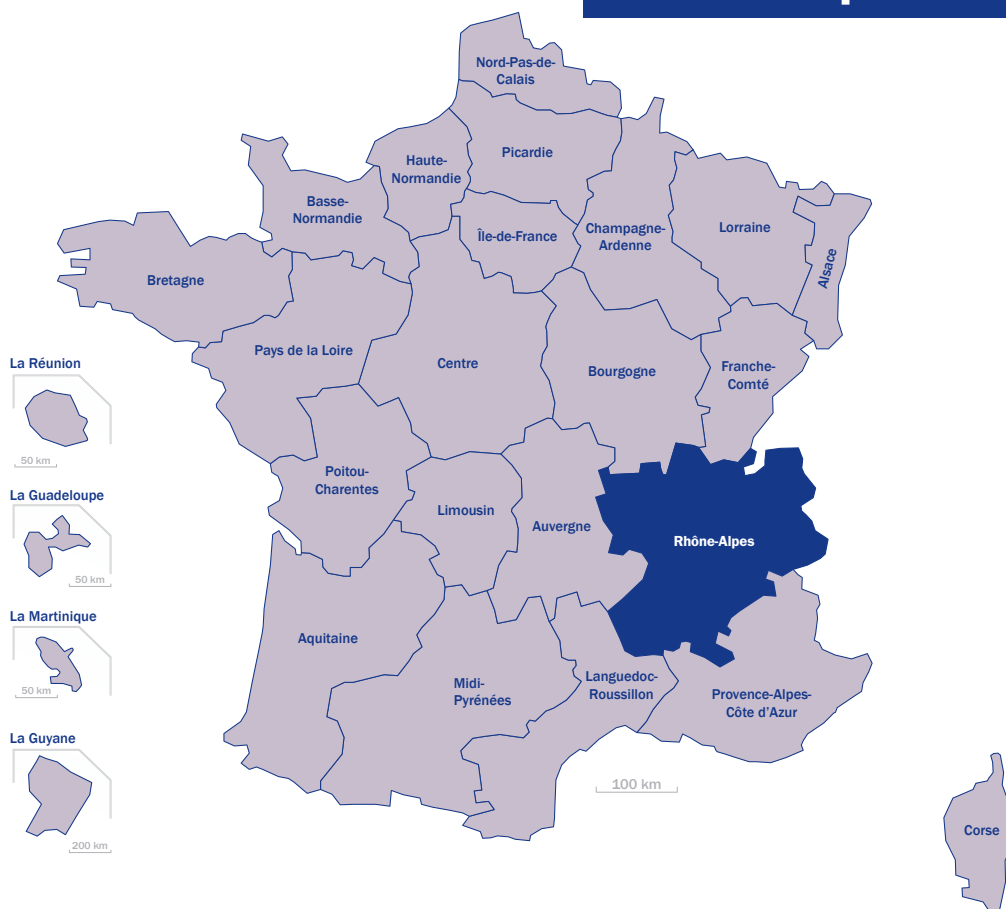 Nord-Pas-de-
Calais
Picardie
Haute-
Normandie
Basse-
Normandie
Île-de-France
Champagne-
Ardenne
Lorraine
Alsace
Bretagne
Pays de la Loire
Centre
Bourgogne
Franche-
Comté
La Réunion
50 km
Poitou-
Charentes
Limousin
Auvergne
Rhône-Alpes
La Guadeloupe
50 km
La Martinique
50 km
Aquitaine
Midi-
Pyrénées
Languedoc-
Roussillon
Provence-Alpes-
Côte d'Azur
La Guyane
200 km
100 km
Corse